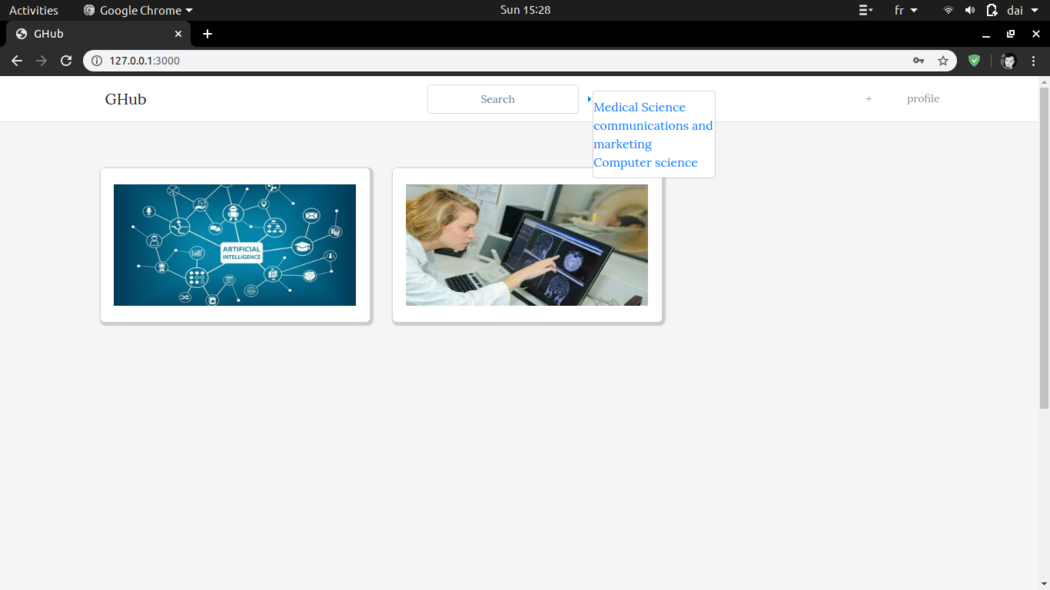 Activities Google Chrome Sun 15:28 fr dai
GHub
127.0.0.1:3000
GHub Search + profile
Medical Science
communications and
marketing
Computer science
ARTIFICIAL
INTELLIGENCE